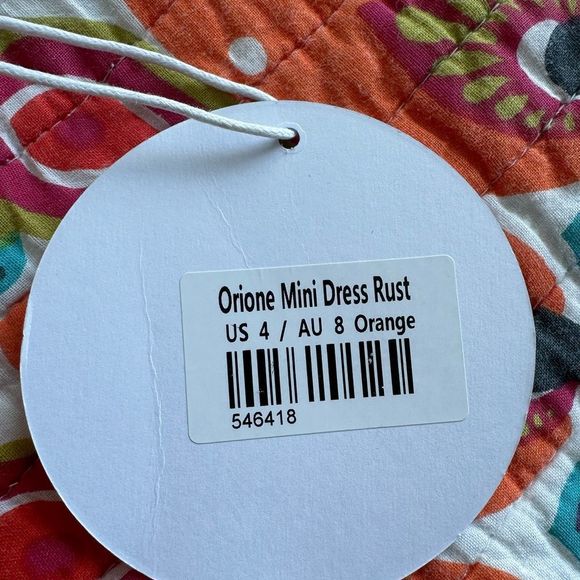 Orione Mini Dress Rust
US 4 / AU 8 Orange
546418